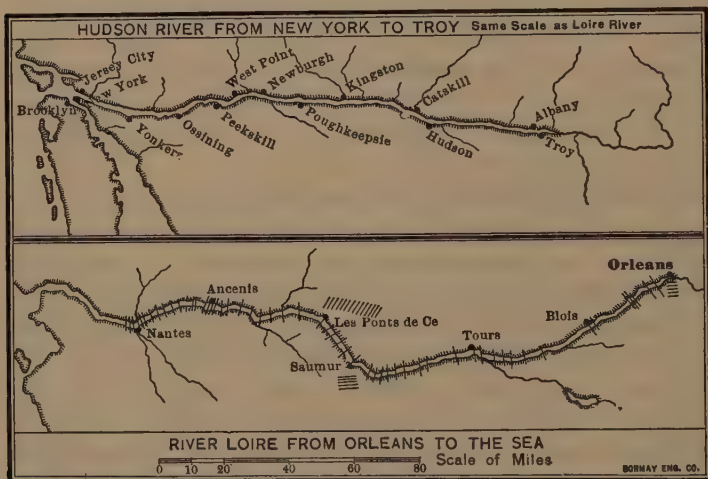 HUDSON RIVER FROM NEW YORK TO TROY Same Scale as Loire River
Jersey City
New York
Brooklyn
Yonkers
Ossining
Peekskill
West Point
Newburgh
Poughkeepsie
Kingston
Catskill
Hudson
Albany
Troy
Orleans
Ancenis
Nantes
Les Ponts de Ce
Saumur
Tours
Blois
RIVER LOIRE FROM ORLEANS TO THE SEA
0 10 20 40 60 80 Scale of Miles
BORMAY ENG. CO.